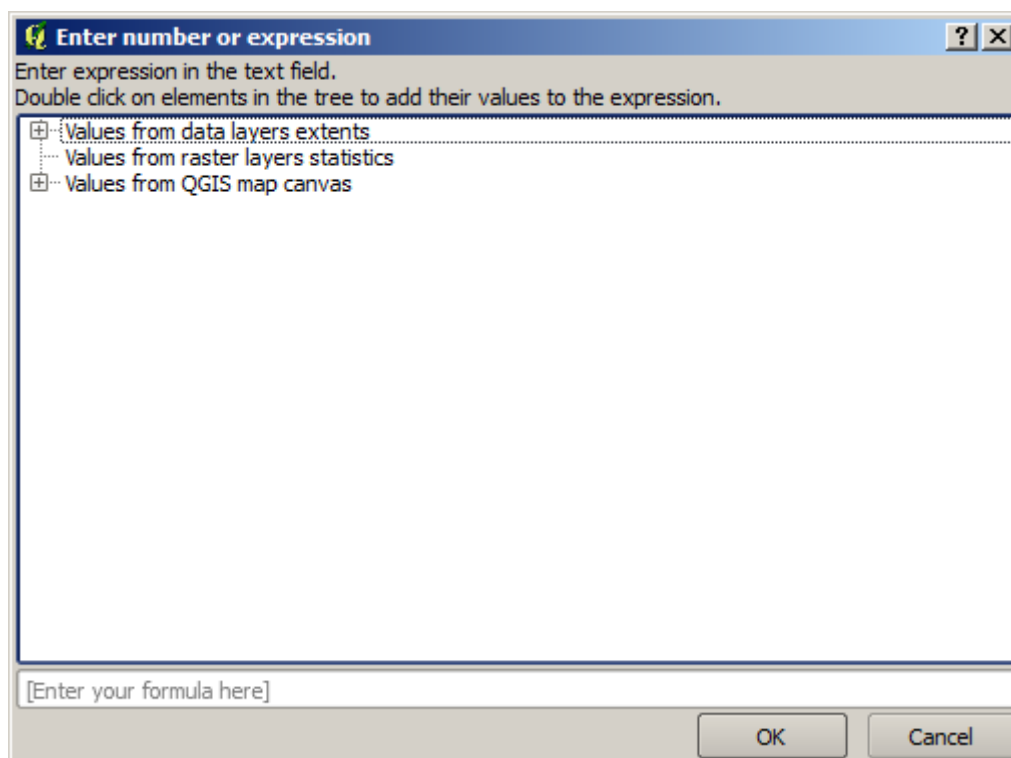 Enter number or expression
Enter expression in the text field.
Double click on elements in the tree to add their values to the expression.
Values from data layers extents
Values from raster layers statistics
Values from QGIS map canvas
[Enter your formula here]
OK Cancel